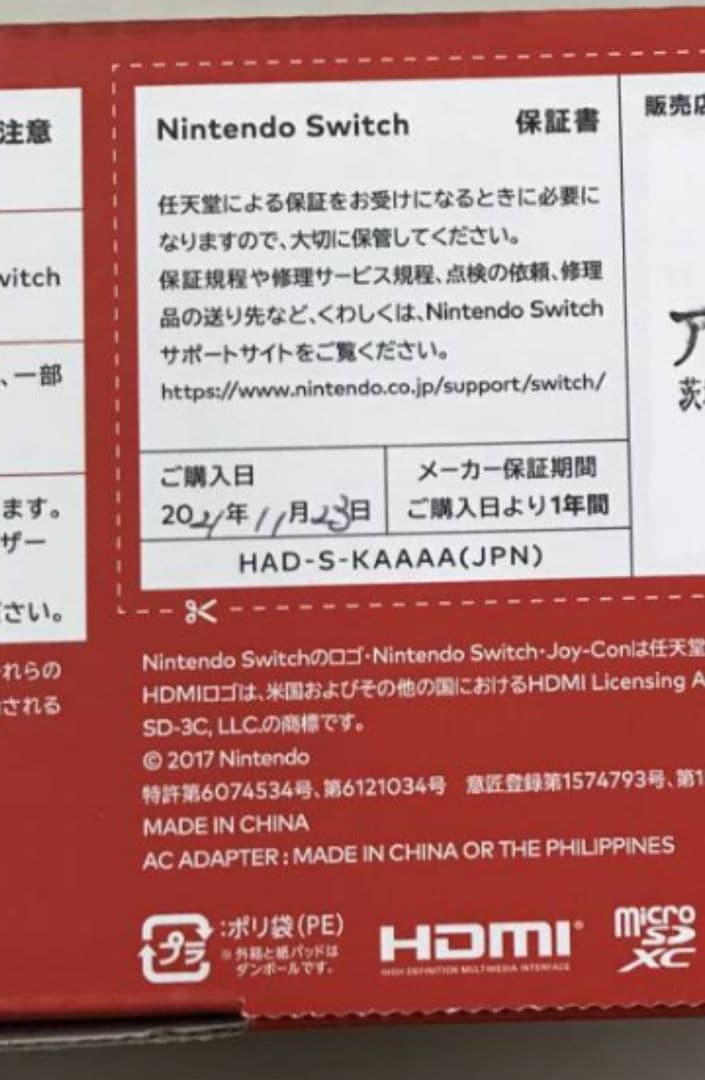 注意
witch
、一部
ます。
ザー
ださい。
れらの
される
Nintendo Switch 保証書
任天堂による保証をお受けになるときに必要に
なりますので、大切に保管してください。
保証規程や修理サービス規程、点検の依頼、修理
品の送り先など、くわしくは、Nintendo Switch
サポートサイトをご覧ください。
https://www.nintendo.co.jp/support/switch/
ご購入日
2021年11月23日
メーカー保証期間
ご購入日より1年間
HAD-S-KAAAA(JPN)
販売店
ア
茨
Nintendo Switchのロゴ・Nintendo Switch・Joy-Conは任天堂
HDMIロゴは、米国およびその他の国におけるHDMI Licensing A
SD-3C, LLC.の商標です。
© 2017 Nintendo
特許第6074534号、第6121034号 意匠登録第1574793号、第1
MADE IN CHINA
AC ADAPTER : MADE IN CHINA OR THE PHILIPPINES
プラ
:ポリ袋(PE)
※外箱と紙パッドは
ダンボールです。
HDMI
HIGH DEFINITION MULTIMEDIA INTERFACE
micro
SD
XC